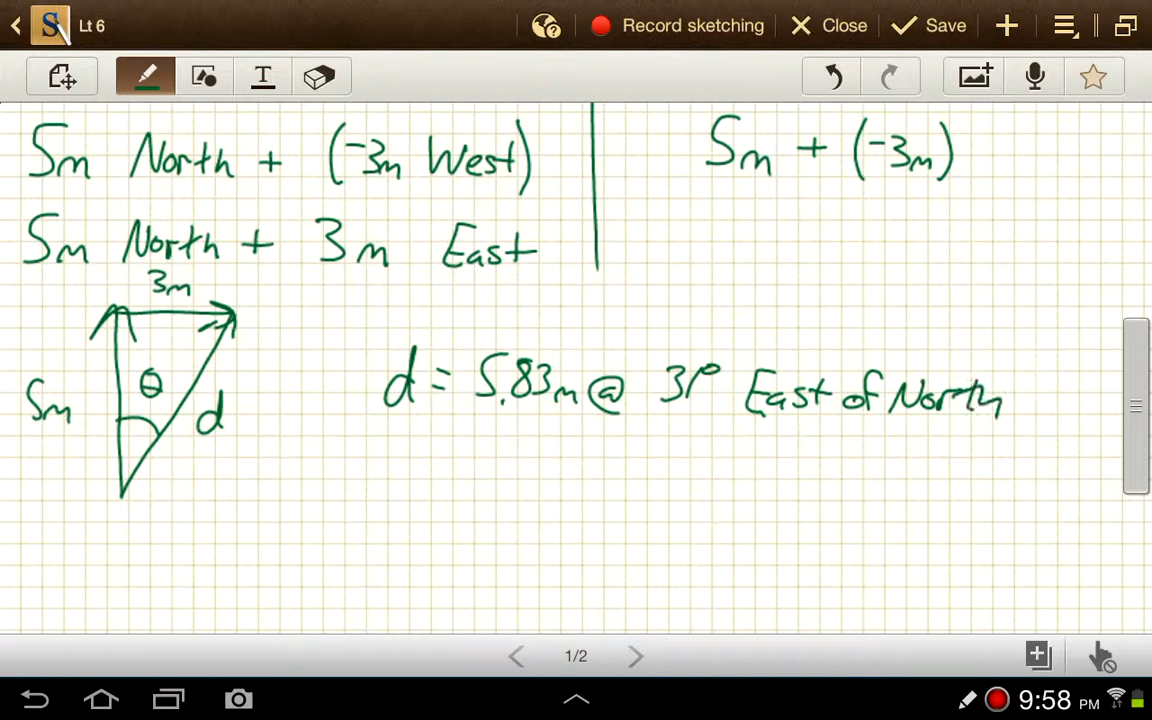 S Lt 6 Record sketching Close Save
T
5m North + (-3m West)
5m + (-3m)
5m North + 3m East
3m
5m θ d
d = 5.83m @ 31° East of North
1/2
9:58 PM